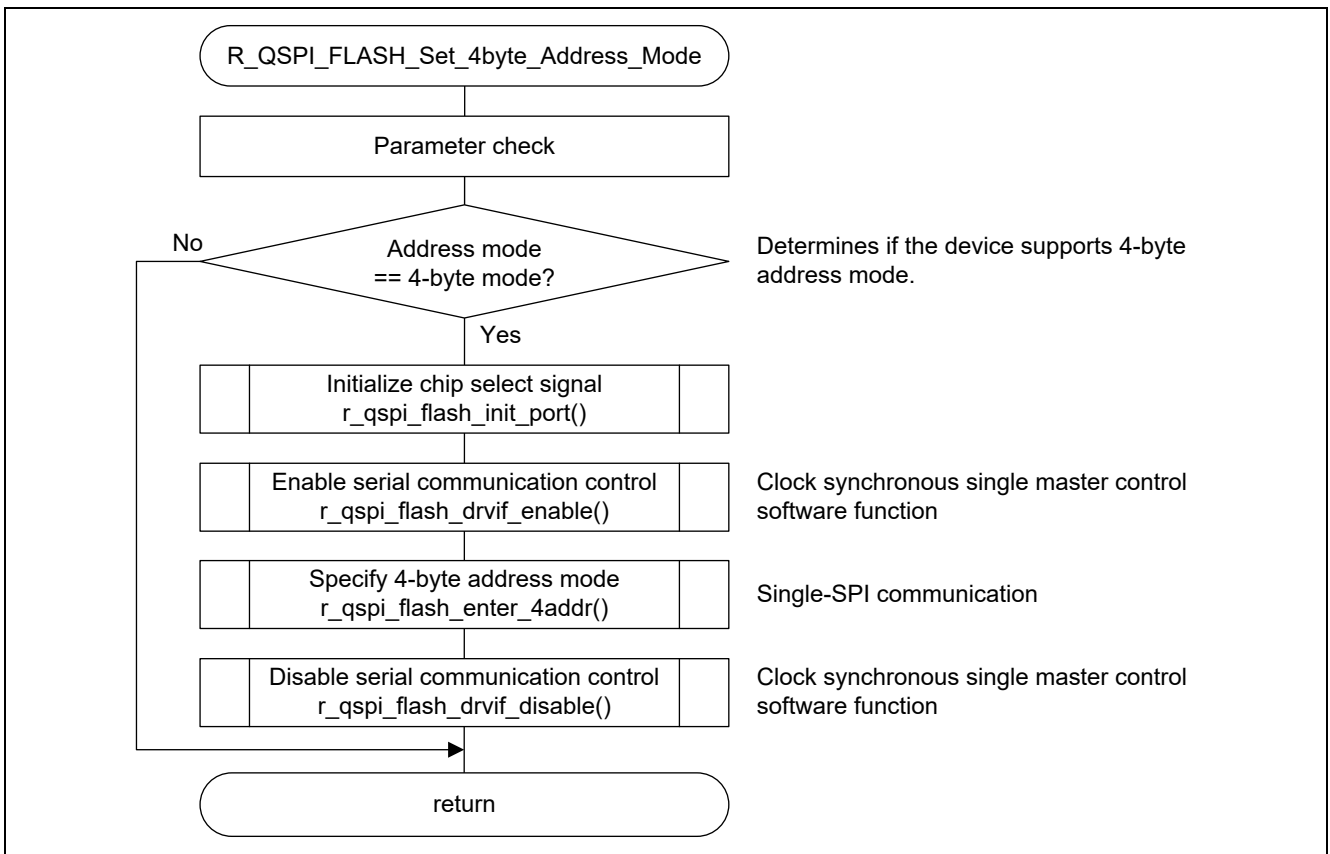 R_QSPI_FLASH_Set_4byte_Address_Mode
Parameter check
No
Address mode
== 4-byte mode?
Determines if the device supports 4-byte
address mode.
Yes
Initialize chip select signal
r_qspi_flash_init_port()
Enable serial communication control
r_qspi_flash_drvif_enable()
Clock synchronous single master control
software function
Specify 4-byte address mode
r_qspi_flash_enter_4addr()
Single-SPI communication
Disable serial communication control
r_qspi_flash_drvif_disable()
Clock synchronous single master control
software function
return